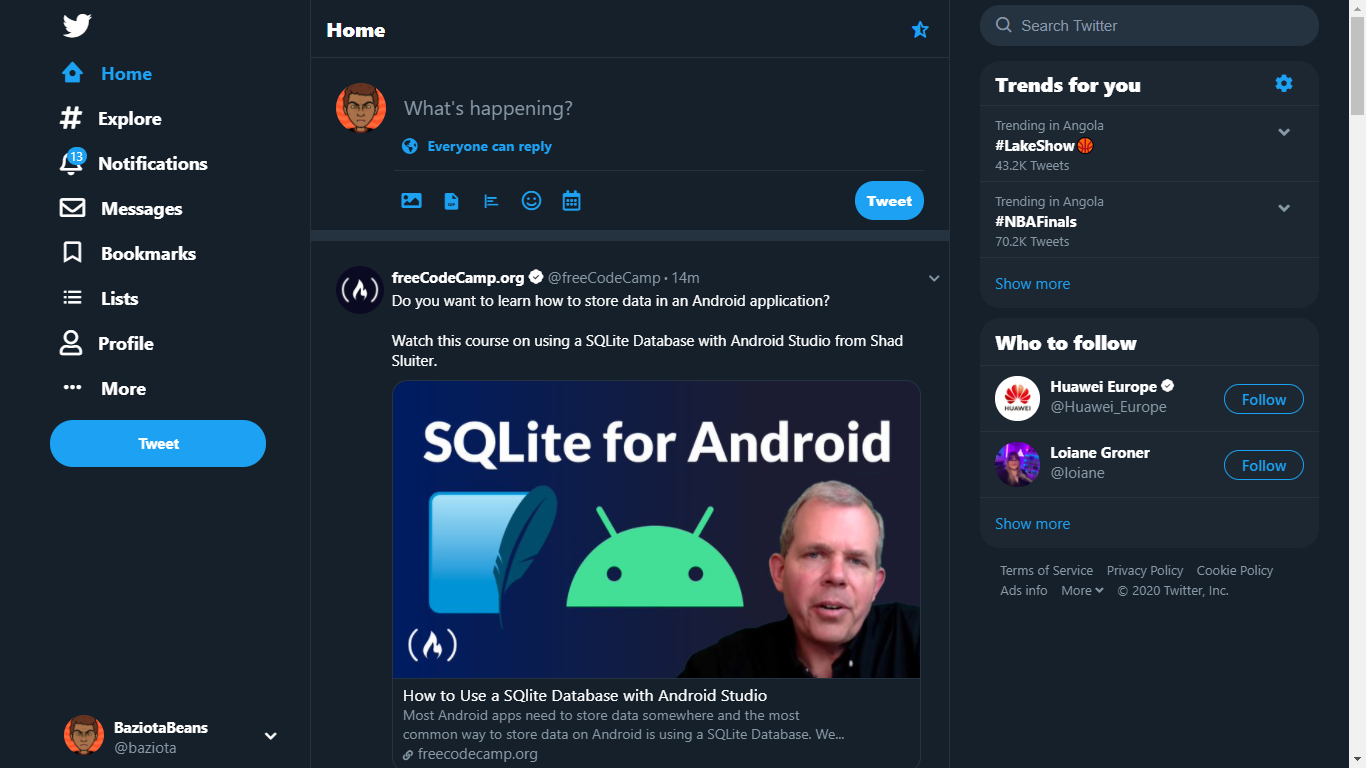 Home
Explore
13
Notifications
Messages
Bookmarks
Lists
Profile
More
Tweet
BaziotaBeans
@baziota
Home
What's happening?
Everyone can reply
GIF
Tweet
freeCodeCamp.org @freeCodeCamp · 14m
Do you want to learn how to store data in an Android application?
Watch this course on using a SQLite Database with Android Studio from Shad
Sluiter.
SQLite for Android
How to Use a SQlite Database with Android Studio
Most Android apps need to store data somewhere and the most
common way to store data on Android is using a SQLite Database. We...
freecodecamp.org
Search Twitter
Trends for you
Trending in Angola
#LakeShow🏀
43.2K Tweets
Trending in Angola
#NBAFinals
70.2K Tweets
Show more
Who to follow
HUAWEI
Huawei Europe
@Huawei_Europe
Follow
Loiane Groner
@loiane
Follow
Show more
Terms of Service Privacy Policy Cookie Policy
Ads info More © 2020 Twitter, Inc.